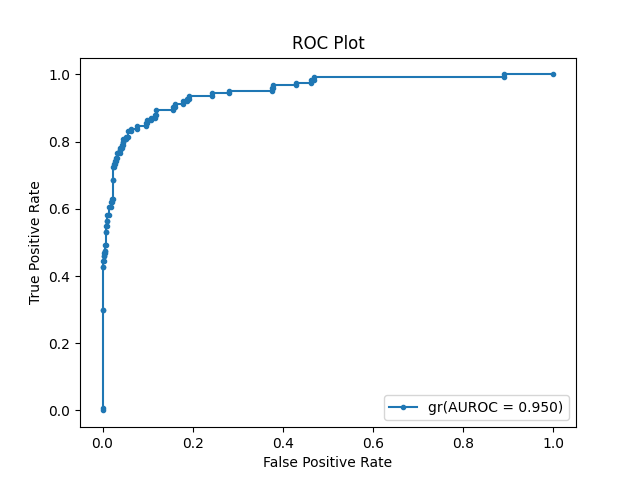 ROC Plot
True Positive Rate
1.0
0.8
0.6
0.4
0.2
0.0
gr(AUROC = 0.950)
0.0 0.2 0.4 0.6 0.8 1.0
False Positive Rate